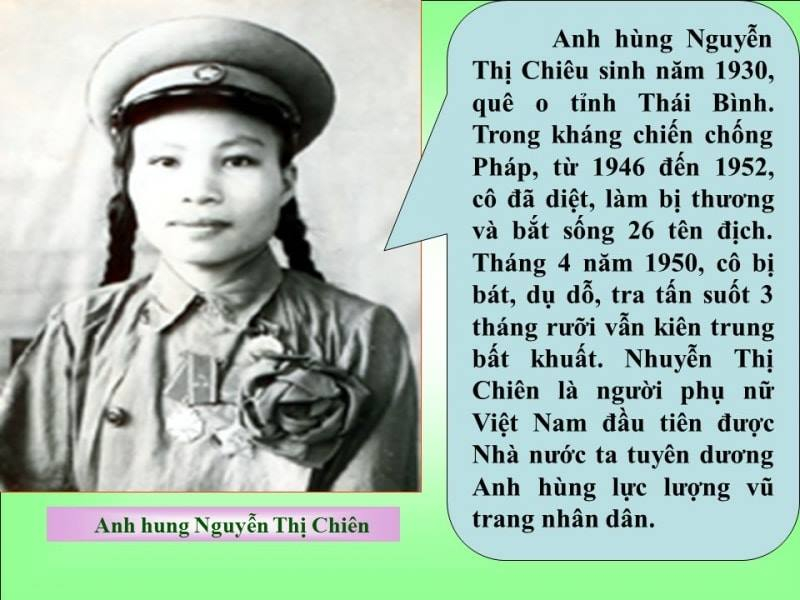 Anh hùng Nguyễn
Thị Chiêu sinh năm 1930,
quê o tỉnh Thái Bình.
Trong kháng chiến chống
Pháp, từ 1946 đến 1952,
cô đã diệt, làm bị thương
và bắt sống 26 tên địch.
Tháng 4 năm 1950, cô bị
bát, dụ dỗ, tra tấn suốt 3
tháng rưỡi vẫn kiên trung
bất khuất. Nhuyễn Thị
Chiên là người phụ nữ
Việt Nam đầu tiên được
Nhà nước ta tuyên dương
Anh hùng lực lượng vũ
trang nhân dân.
Anh hung Nguyễn Thị Chiên